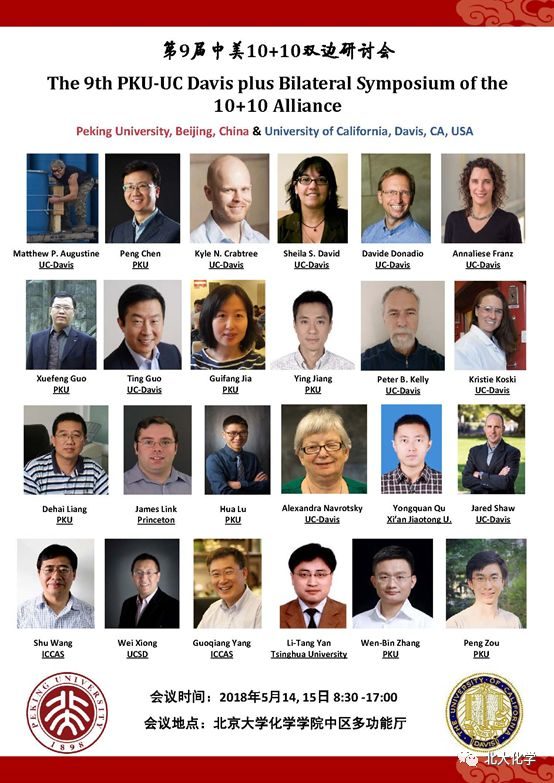 第9届中美10+10双边研讨会
The 9th PKU-UC Davis plus Bilateral Symposium of the
10+10 Alliance
Peking University, Beijing, China & University of California, Davis, CA, USA
Matthew P. Augustine Peng Chen Kyle N. Crabtree Sheila S. David Davide Donadio Annaliese Franz
UC-Davis PKU UC-Davis UC-Davis UC-Davis UC-Davis
Xuefeng Guo Ting Guo Guifang Jia Ying Jiang Peter B. Kelly Kristie Koski
PKU UC-Davis PKU PKU UC-Davis UC-Davis
Dehai Liang James Link Hua Lu Alexandra Navrotsky Yongquan Qu Jared Shaw
PKU Princeton PKU UC-Davis Xi'an Jiaotong U. UC-Davis
Shu Wang Wei Xiong Guoqiang Yang Li-Tang Yan Wen-Bin Zhang Peng Zou
ICCAS UCSD ICCAS Tsinghua University PKU PKU
会议时间：2018年5月14, 15日 8:30 -17:00
会议地点：北京大学化学学院中区多功能厅
PEKING UNIVERSITY
1898
THE UNIVERSITY OF CALIFORNIA
DAVIS
北大化学